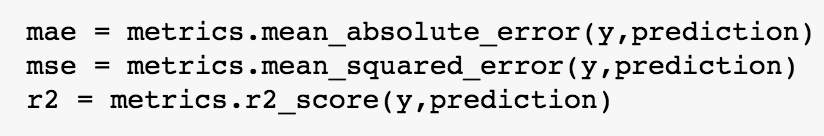 mae = metrics.mean_absolute_error(y,prediction)
mse = metrics.mean_squared_error(y,prediction)
r2 = metrics.r2_score(y,prediction)